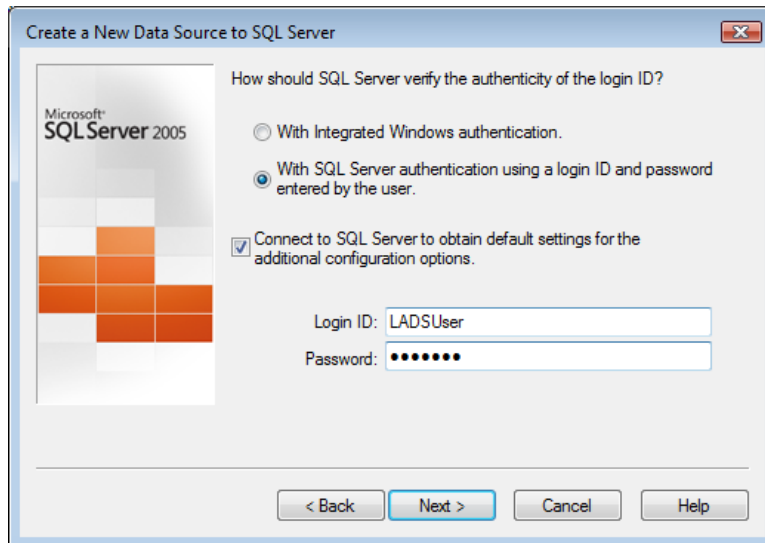 Create a New Data Source to SQL Server
Microsoft
SQL Server 2005
How should SQL Server verify the authenticity of the login ID?
With Integrated Windows authentication.
With SQL Server authentication using a login ID and password
entered by the user.
Connect to SQL Server to obtain default settings for the
additional configuration options.
Login ID: LADSUser
Password: •••••••
< Back Next > Cancel Help